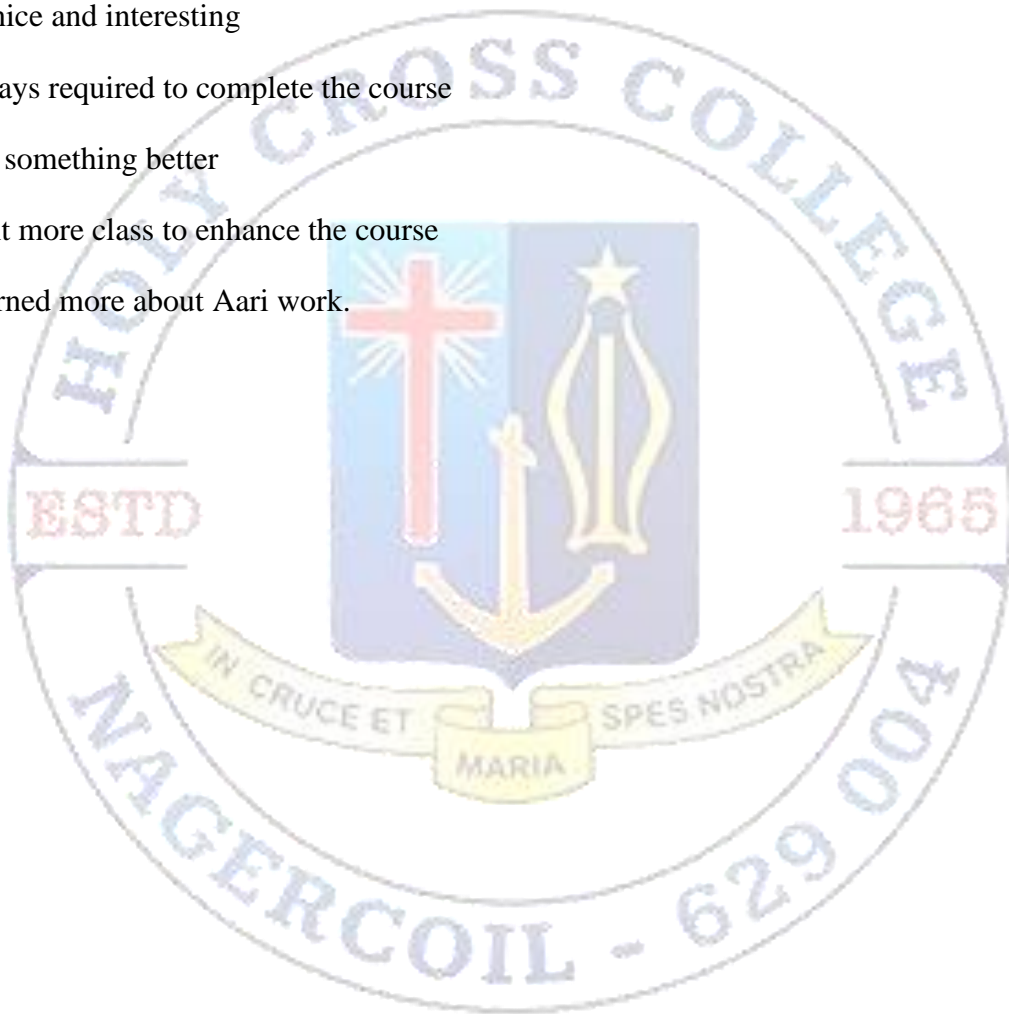 nice and interesting
ays required to complete the course
something better
t more class to enhance the course
rned more about Aari work.
HOLY CROSS COLLEGE
ESTD
1965
IN CRUCE ET
MARIA
SPES NOSTRA
NAGERCOIL - 629 004